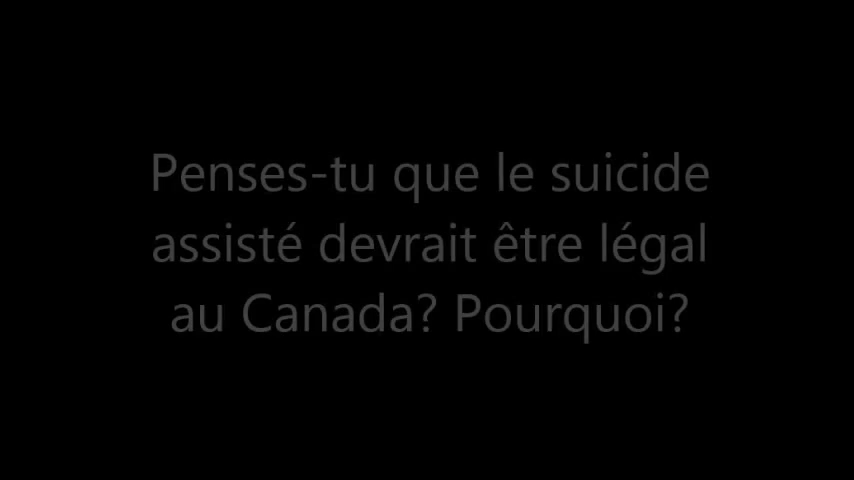 Penses-tu que le suicide
assisté devrait être légal
au Canada? Pourquoi?